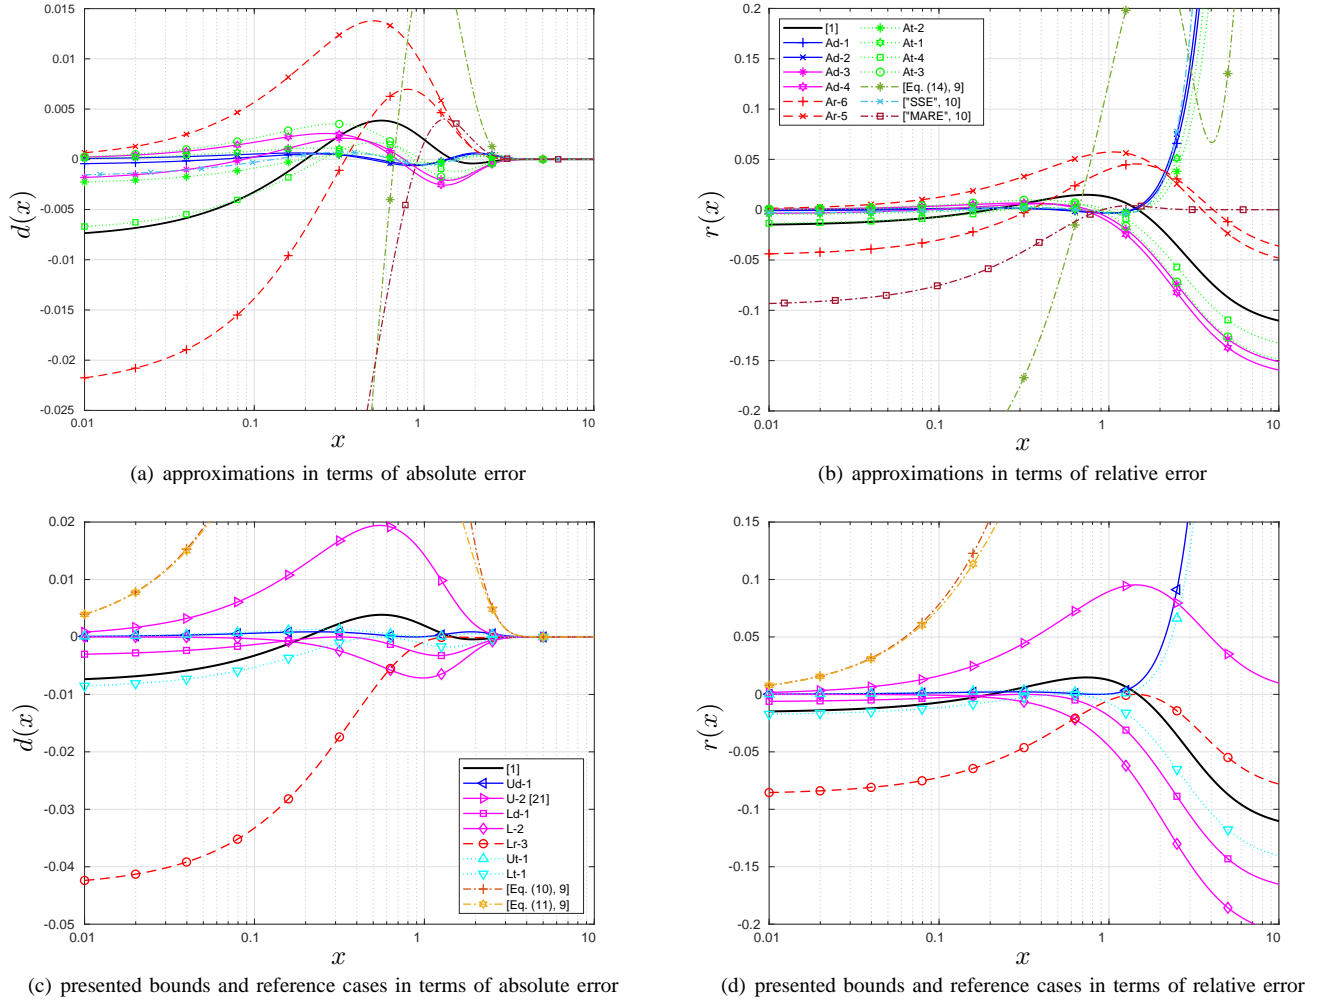 0.015
0.01
0.005
0
-0.005
-0.01
-0.015
-0.02
-0.025
d(x)
0.01
0.1
1
10
x
(a) approximations in terms of absolute error
0.2
0.15
0.1
0.05
0
-0.05
-0.1
-0.15
-0.2
r(x)
[1]
Ad-1
Ad-2
Ad-3
Ad-4
Ar-6
Ar-5
At-2
At-1
At-4
At-3
[Eq. (14), 9]
["SSE", 10]
["MARE", 10]
0.01
0.1
1
10
x
(b) approximations in terms of relative error
0.02
0.01
0
-0.01
-0.02
-0.03
-0.04
-0.05
d(x)
[1]
Ud-1
U-2 [21]
Ld-1
L-2
Lr-3
Ut-1
Lt-1
[Eq. (10), 9]
[Eq. (11), 9]
0.01
0.1
1
10
x
(c) presented bounds and reference cases in terms of absolute error
0.15
0.1
0.05
0
-0.05
-0.1
-0.15
-0.2
r(x)
0.01
0.1
1
10
x
(d) presented bounds and reference cases in terms of relative error